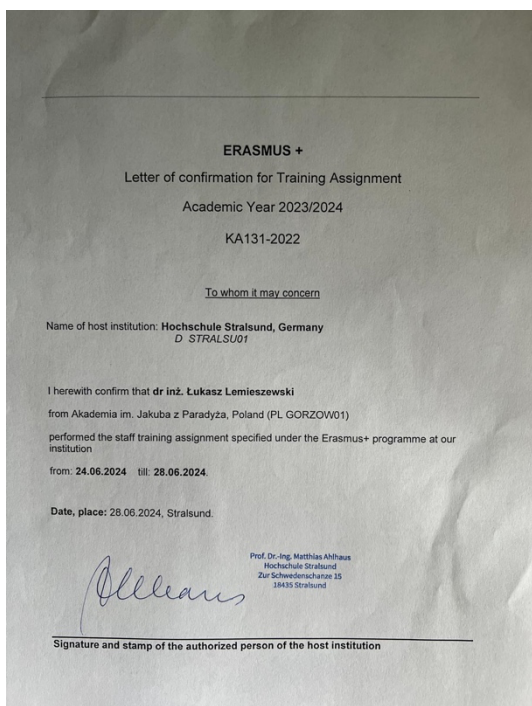 ERASMUS +
Letter of confirmation for Training Assignment
Academic Year 2023/2024
KA131-2022
To whom it may concern
Name of host institution: Hochschule Stralsund, Germany
D STRALSU01
I herewith confirm that dr inż. Łukasz Lemieszewski
from Akademia im. Jakuba z Paradyża, Poland (PL GORZOW01)
performed the staff training assignment specified under the Erasmus+ programme at our
institution
from: 24.06.2024 till: 28.06.2024.
Date, place: 28.06.2024, Stralsund.
Prof. Dr.-Ing. Matthias Ahlhaus
Hochschule Stralsund
Zur Schwedenschanze 15
18435 Stralsund
Signature and stamp of the authorized person of the host institution